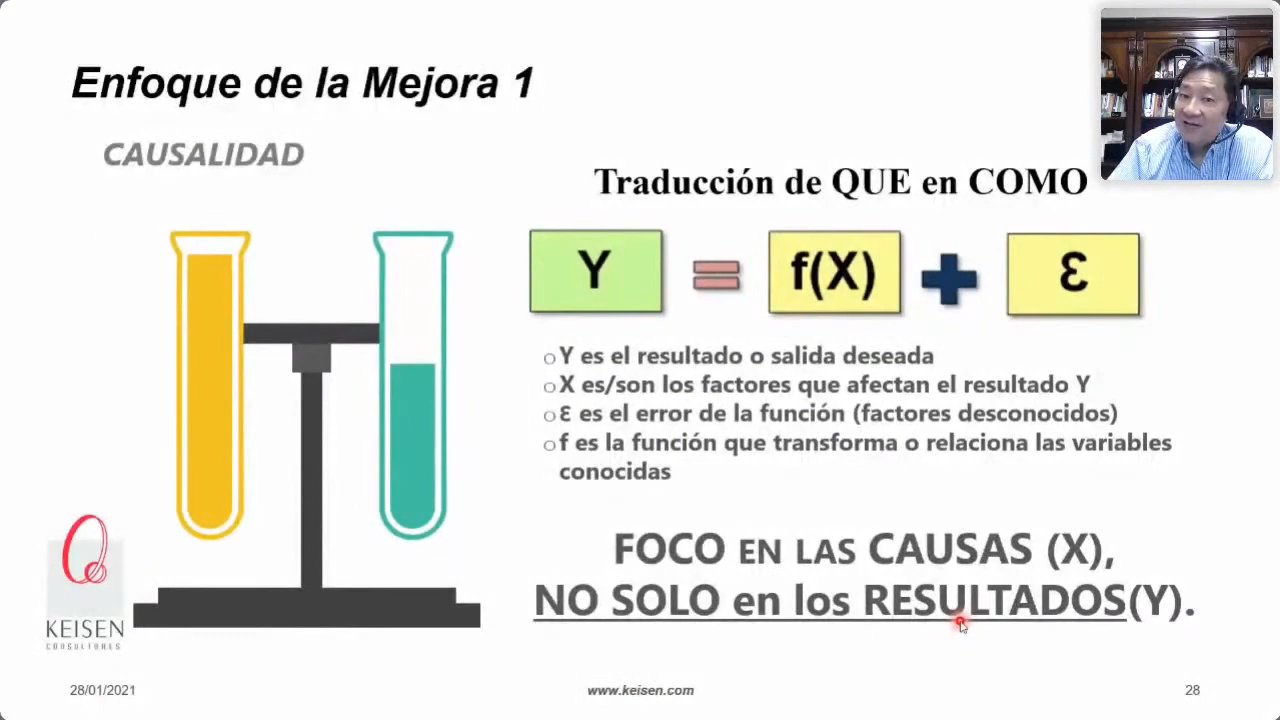 Enfoque de la Mejora 1
CAUSALIDAD
Traducción de QUE en COMO
Y = f(X) + Ɛ
Y es el resultado o salida deseada
X es/son los factores que afectan el resultado Y
Ɛ es el error de la función (factores desconocidos)
f es la función que transforma o relaciona las variables
conocidas
FOCO EN LAS CAUSAS (X),
NO SOLO en los RESULTADOS(Y).
KEISEN
CONSULTORES
28/01/2021
www.keisen.com
28